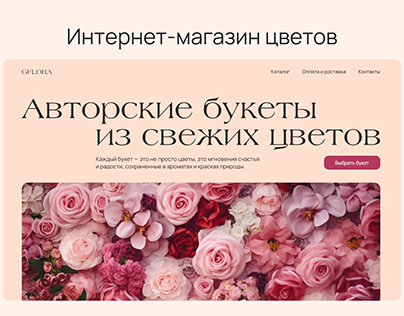 Интернет-магазин цветов
GFLORA Каталог Оплата и доставка Контакты
Авторские букеты
из свежих цветов
Каждый букет — это не просто цветы, это мгновения счастья
и радости, сохраненные в ароматах и красках природы.
Выбрать букет